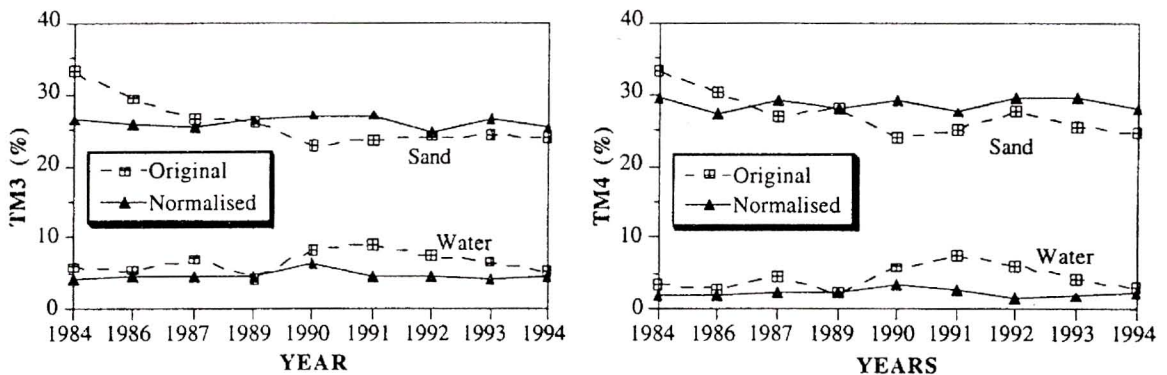 40
30
20
10
0
TM3 (%)
Original
Normalised
Sand
Water
1984 1986 1987 1989 1990 1991 1992 1993 1994
YEAR
40
30
20
10
0
TM4 (%)
Original
Normalised
Sand
Water
1984 1986 1987 1989 1990 1991 1992 1993 1994
YEARS